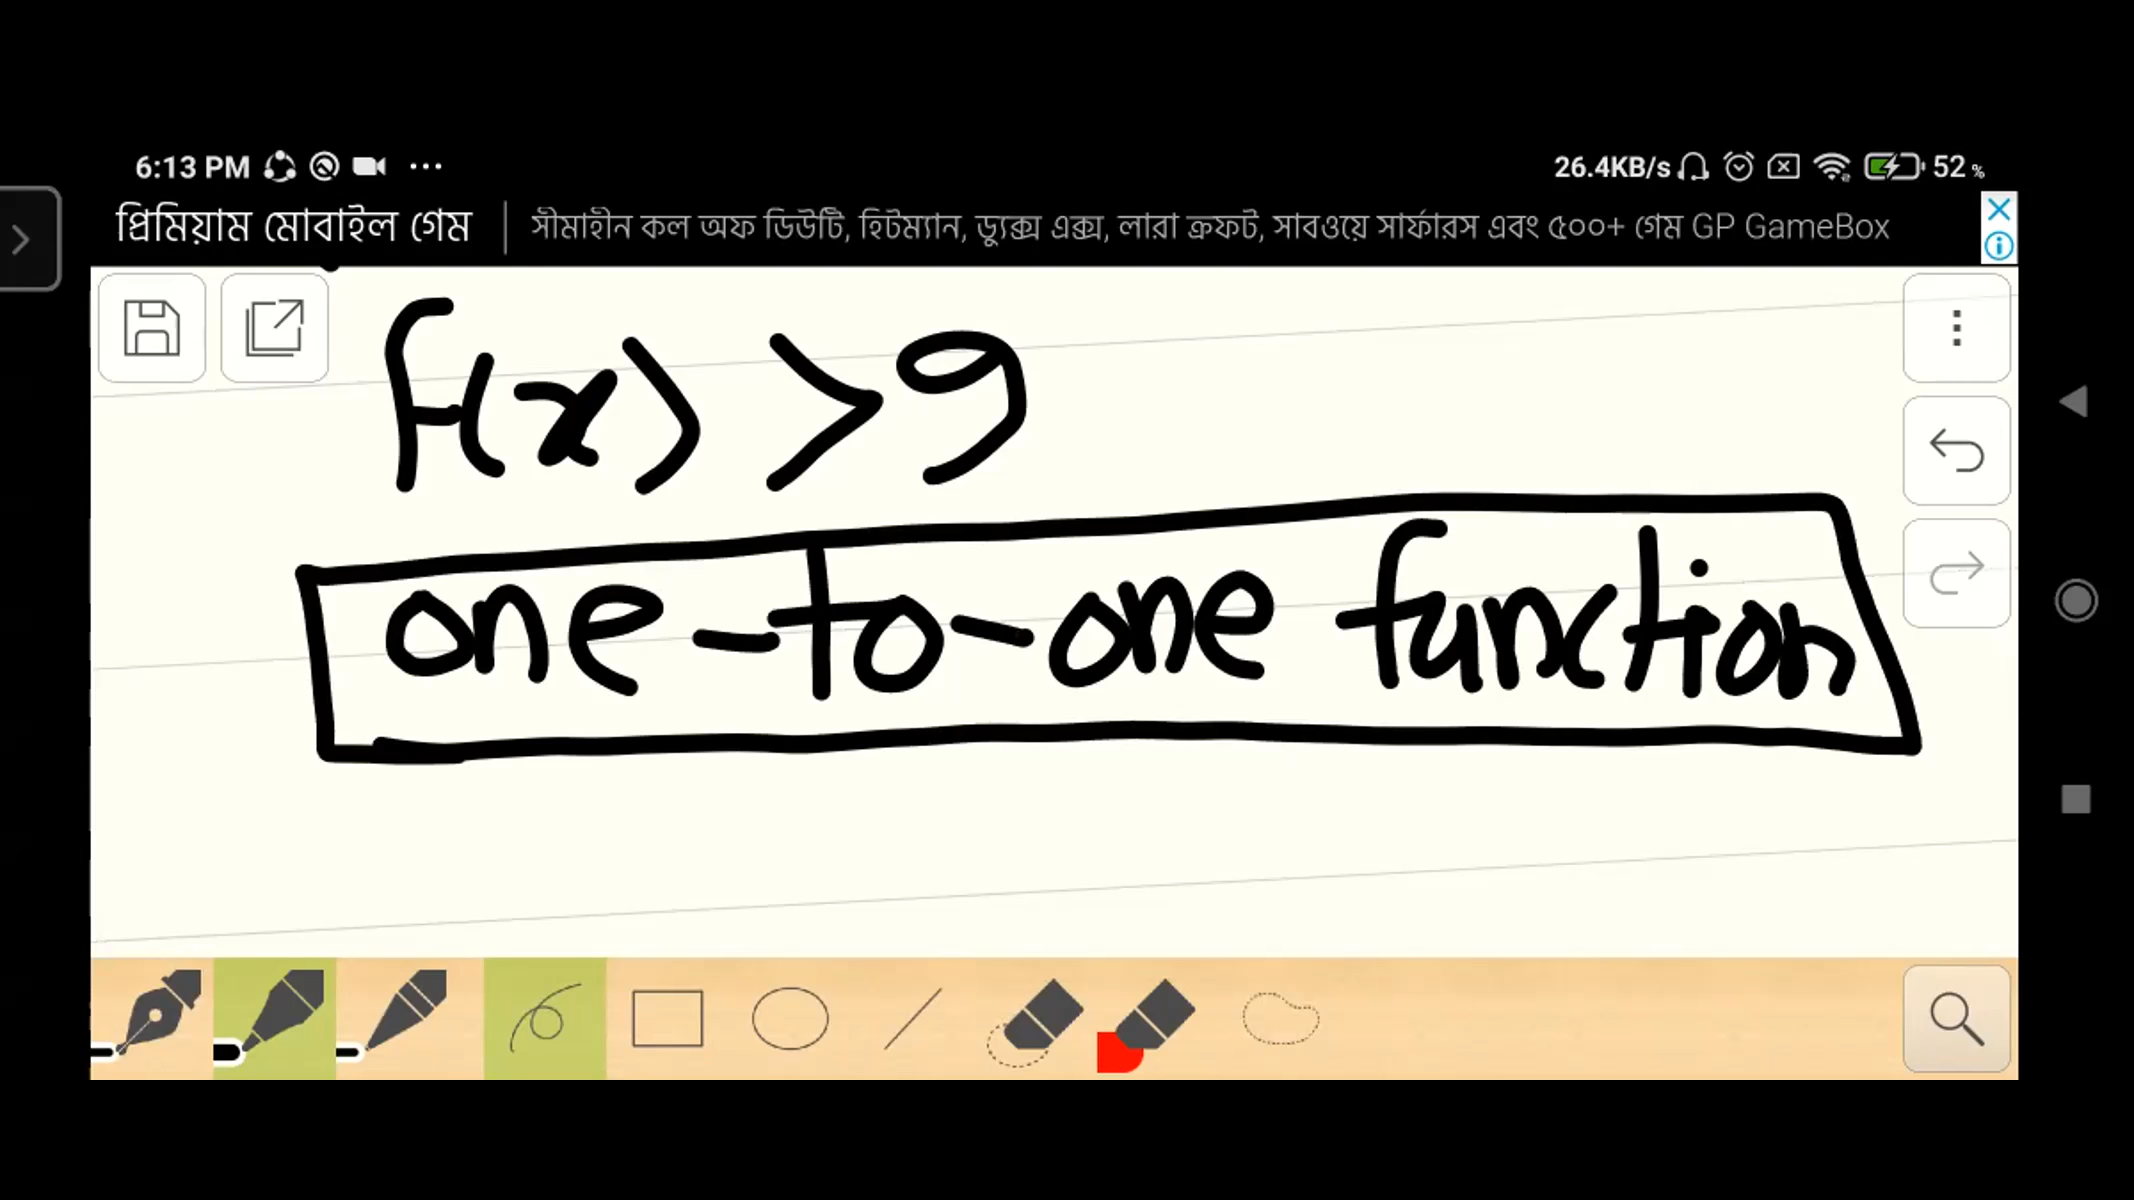 6:13 PM ... 26.4KB/s 52 %
প্রিমিয়াম মোবাইল গেম | সীমাহীন কল অফ ডিউটি, হিটম্যান, ড্যুক্স এক্স, লারা ক্রফট, সাবওয়ে সার্ফারস এবং ৫০০+ গেম GP GameBox
f(x) > 9
one-to-one function